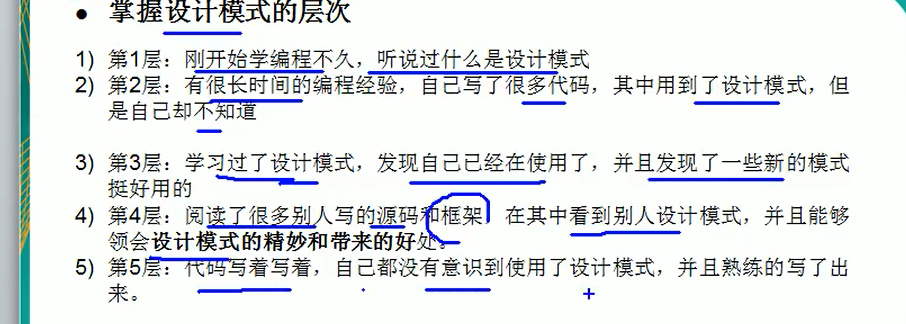 ● 掌握设计模式的层次
1) 第1层：刚开始学编程不久，听说过什么是设计模式
2) 第2层：有很长时间的编程经验，自己写了很多代码，其中用到了设计模式，但
是自己却不知道
3) 第3层：学习过了设计模式，发现自己已经在使用了，并且发现了一些新的模式
挺好用的
4) 第4层：阅读了很多别人写的源码和框架，在其中看到别人设计模式，并且能够
领会设计模式的精妙和带来的好处。
5) 第5层：代码写着写着，自己都没有意识到使用了设计模式，并且熟练的写了出
来。